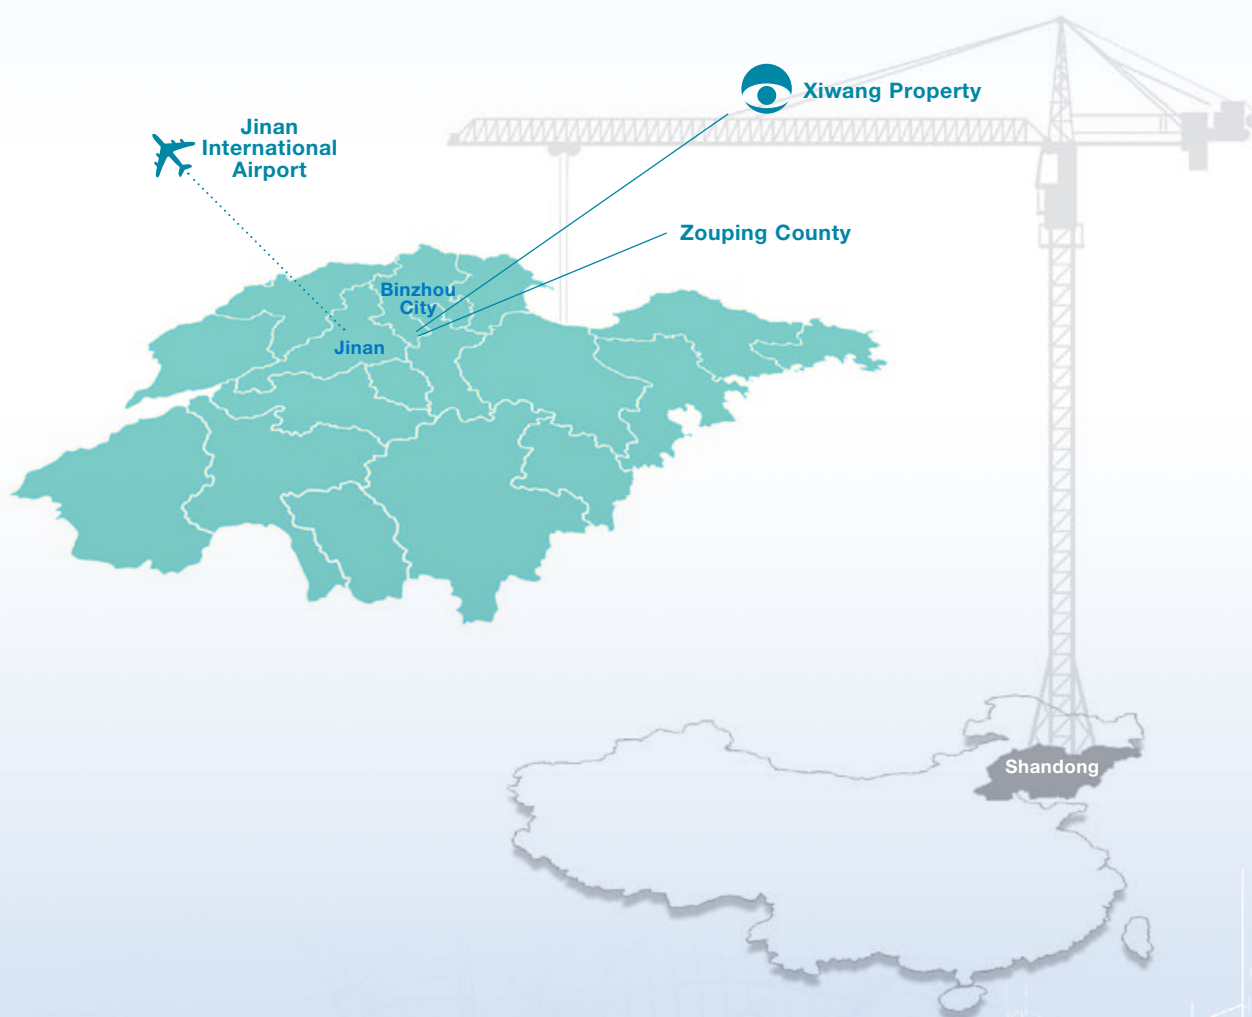 Xiwang Property
Jinan
International
Airport
Zouping County
Binzhou
City
Jinan
Shandong